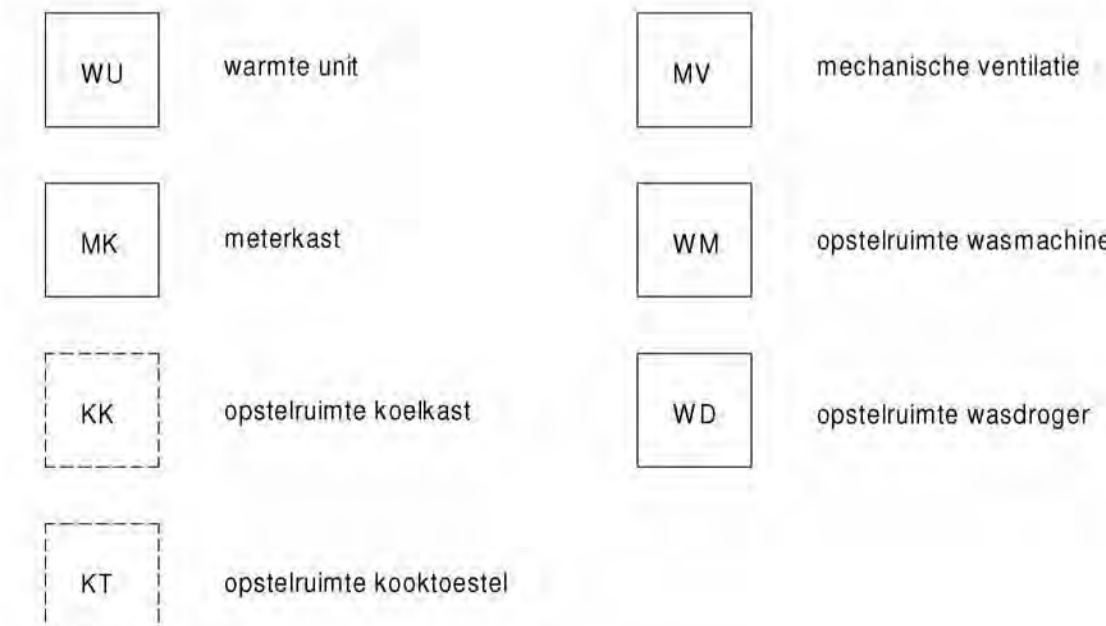 WU warmte unit
MK meterkast
KK opstelruimte koelkast
KT opstelruimte kooktoestel
MV mechanische ventilatie
WM opstelruimte wasmachine
WD opstelruimte wasdroger